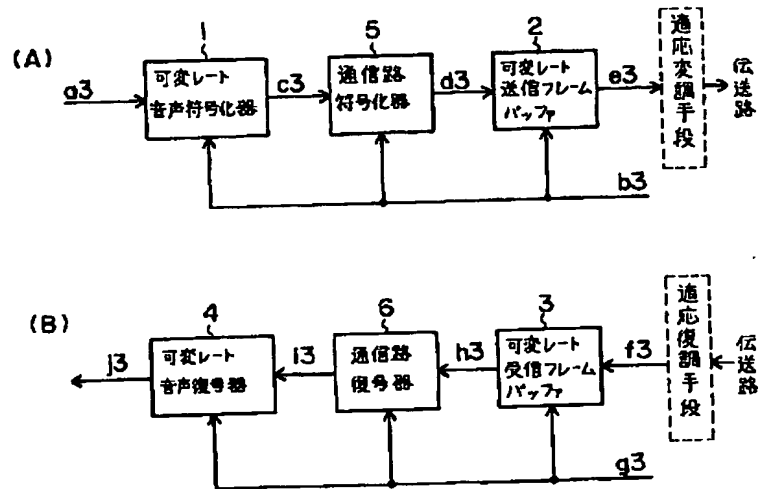 (A)
1
5
2
a3
可変レート
音声符号化器
c3
通信路
符号化器
d3
可変レート
送信フレーム
バッファ
e3
適応変調手段
伝送路
b3
(B)
4
6
3
j3
可変レート
音声復号器
i3
通信路
復号器
h3
可変レート
受信フレーム
バッファ
f3
適応復調手段
伝送路
g3